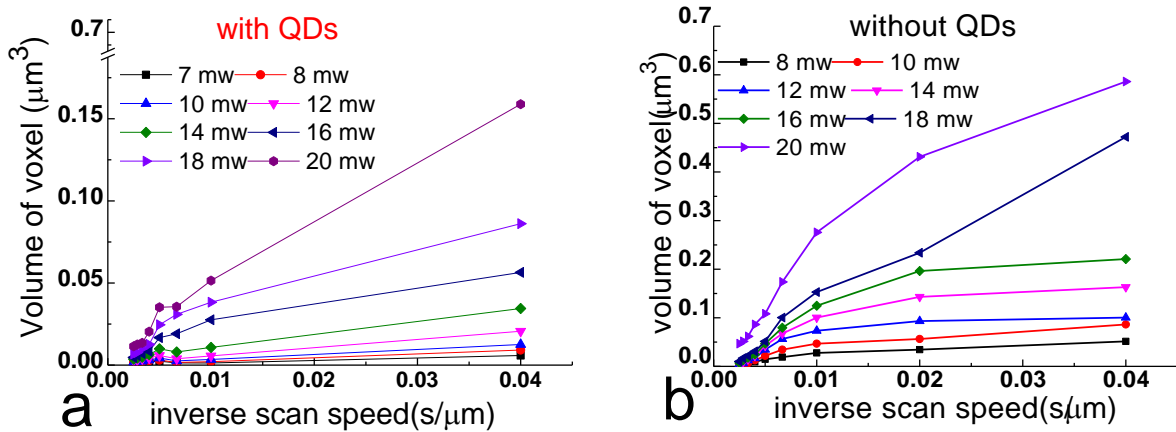 with QDs
0.7
0.15
0.05
0.00
Volume of voxel (μm³)
7 mw 8 mw
10 mw 12 mw
14 mw 16 mw
18 mw 20 mw
0.00 0.01 0.02 0.03 0.04
inverse scan speed(s/μm)
a
without QDs
0.7
0.6
0.5
0.4
0.3
0.2
0.1
0.0
Volume of voxel(μm³)
8 mw 10 mw
12 mw 14 mw
16 mw 18 mw
20 mw
0.00 0.01 0.02 0.03 0.04
inverse scan speed(s/μm)
b